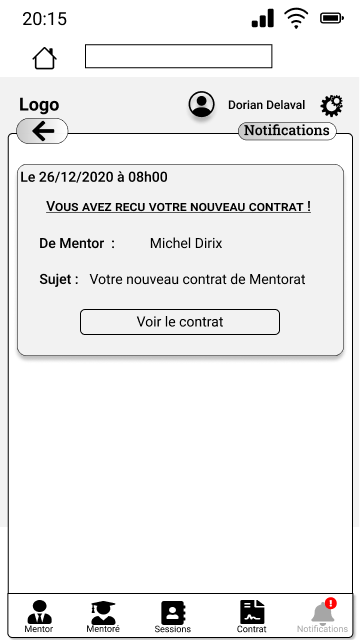 20:15
Logo
Dorian Delaval
Notifications
Le 26/12/2020 à 08h00
VOUS AVEZ RECU VOTRE NOUVEAU CONTRAT !
De Mentor : Michel Dirix
Sujet : Votre nouveau contrat de Mentorat
Voir le contrat
Mentor Mentoré Sessions Contrat Notifications